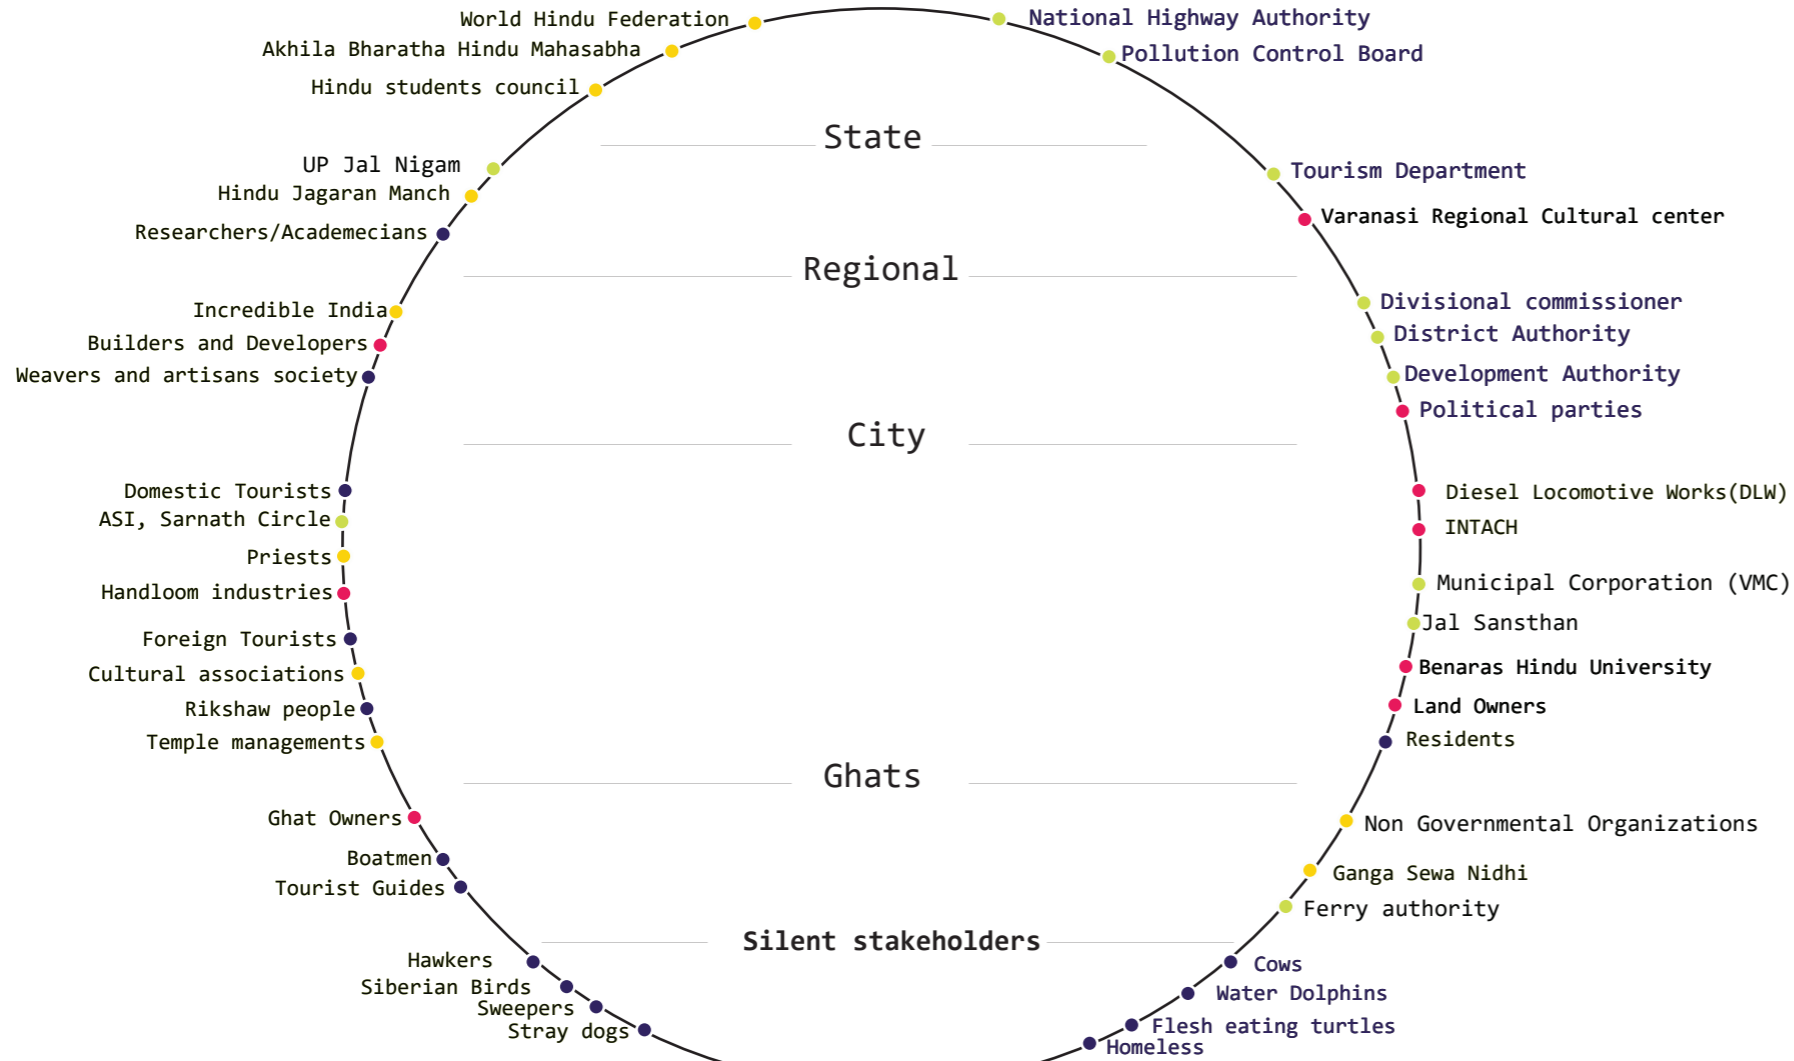 World Hindu Federation
National Highway Authority
Akhila Bharatha Hindu Mahasabha
Pollution Control Board
Hindu students council
State
UP Jal Nigam
Tourism Department
Hindu Jagaran Manch
Varanasi Regional Cultural center
Researchers/Academecians
Regional
Incredible India
Divisional commissioner
Builders and Developers
District Authority
Weavers and artisans society
Development Authority
Political parties
City
Domestic Tourists
Diesel Locomotive Works(DLW)
ASI, Sarnath Circle
INTACH
Priests
Municipal Corporation (VMC)
Handloom industries
Jal Sansthan
Foreign Tourists
Benaras Hindu University
Cultural associations
Land Owners
Rikshaw people
Residents
Temple managements
Ghats
Ghat Owners
Non Governmental Organizations
Boatmen
Ganga Sewa Nidhi
Tourist Guides
Ferry authority
Silent stakeholders
Hawkers
Cows
Siberian Birds
Water Dolphins
Sweepers
Flesh eating turtles
Stray dogs
Homeless